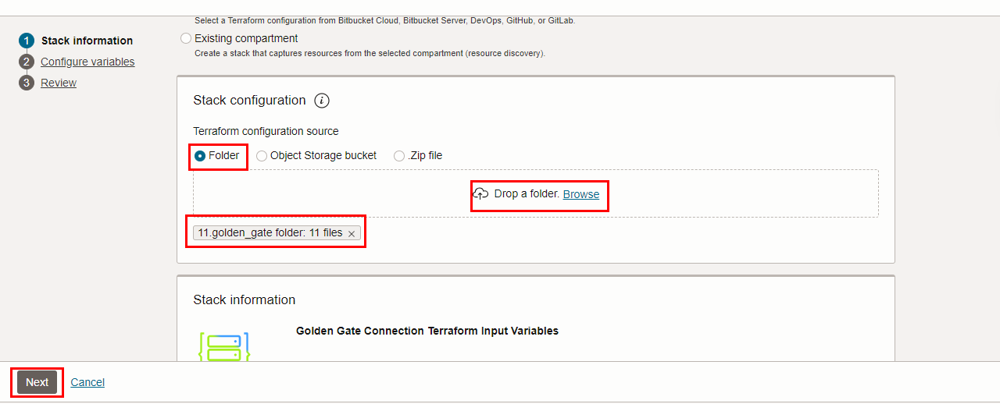 Select a Terraform configuration from Bitbucket Cloud, Bitbucket Server, DevOps, GitHub, or GitLab.
1 Stack information
Existing compartment
2 Configure variables
Create a stack that captures resources from the selected compartment (resource discovery).
3 Review
Stack configuration i
Terraform configuration source
Folder Object Storage bucket .Zip file
Drop a folder. Browse
11.golden_gate folder: 11 files ×
Stack information
Golden Gate Connection Terraform Input Variables
Next Cancel